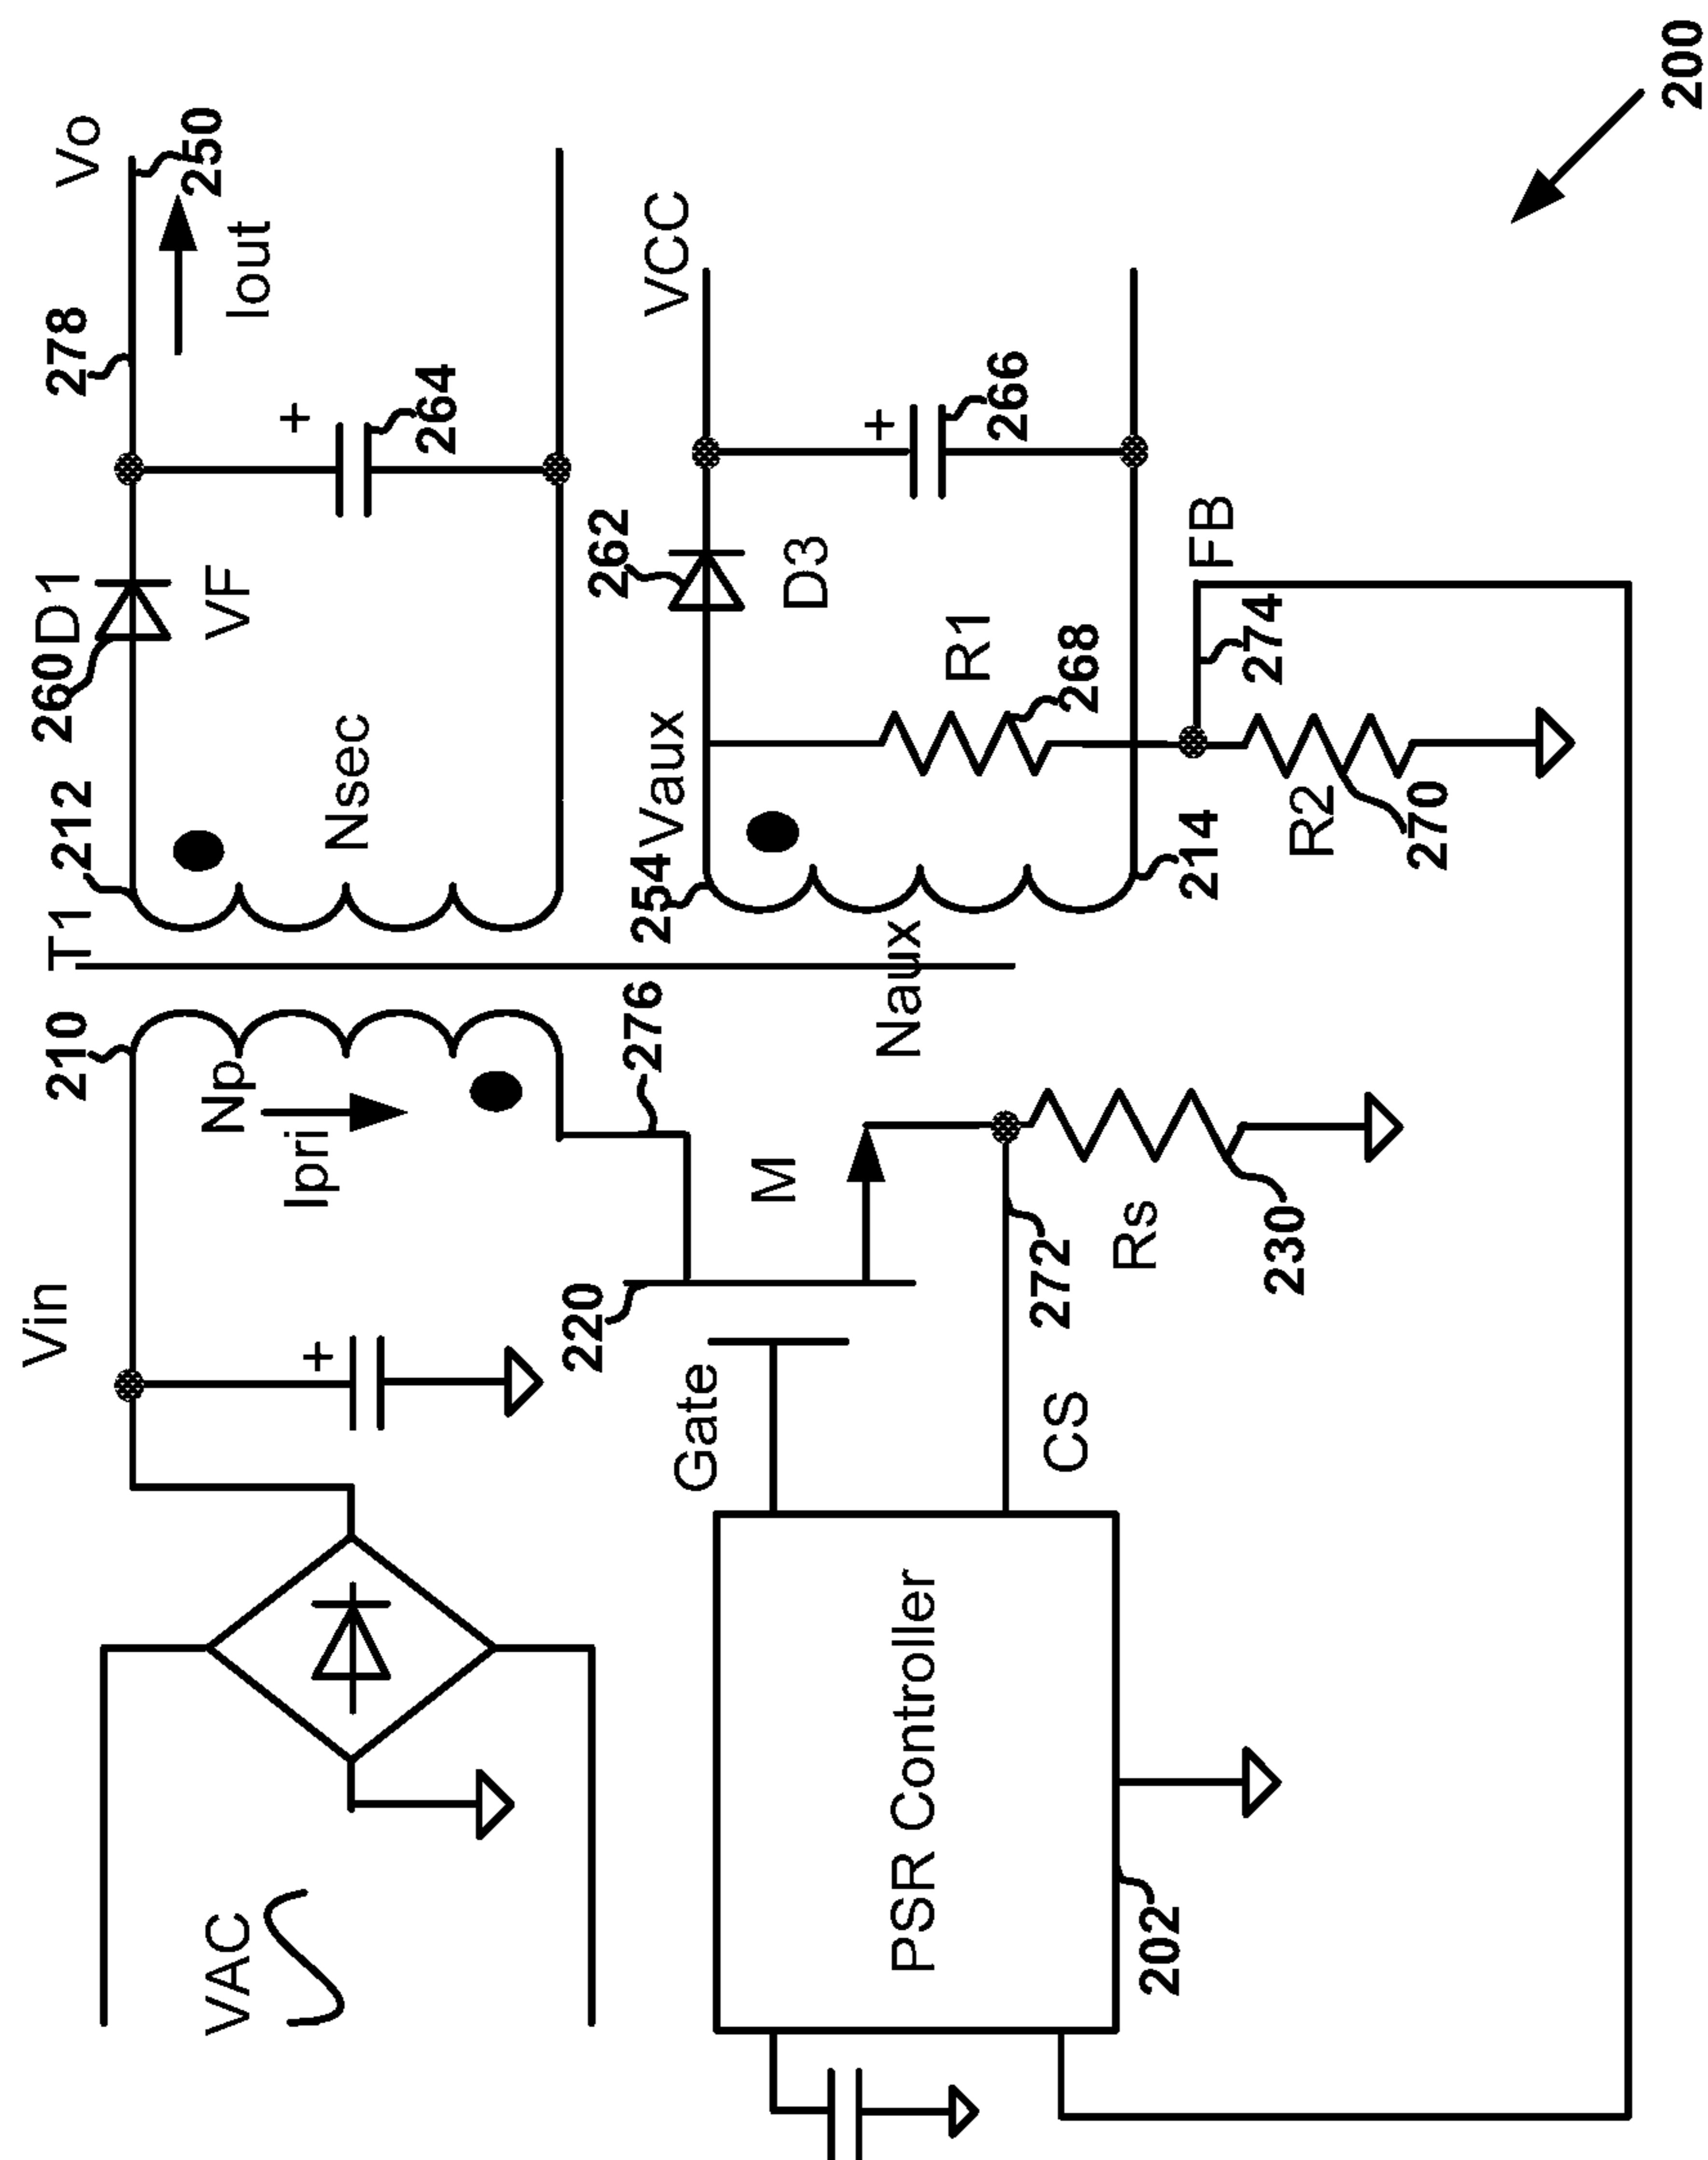 Vin
210
T1
212
260
D1
278
Vo
250
Iout
VF
Nsec
Np
Ipri
+
+
264
VAC
276
254
Vaux
262
VCC
220
M
Gate
Naux
D3
+
266
R1
268
PSR Controller
CS
272
Rs
230
214
FB
274
R2
270
202
200